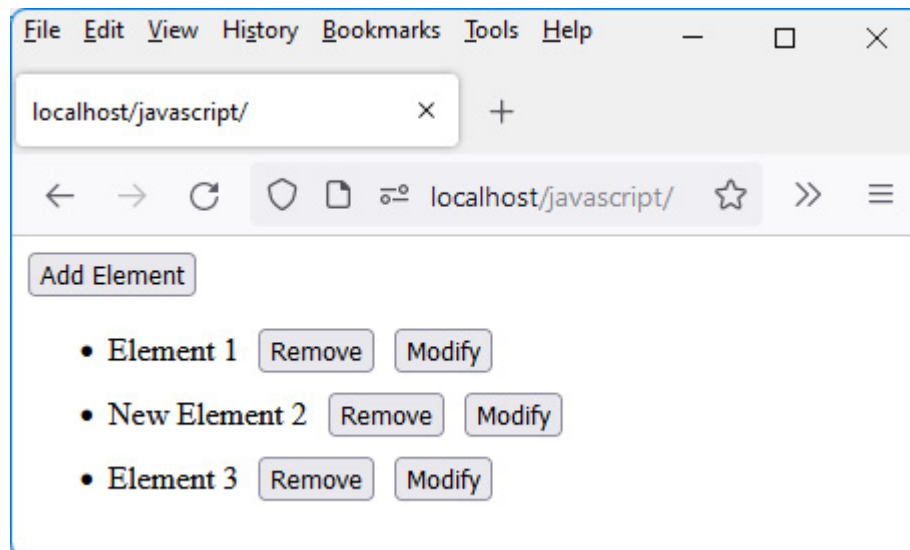 File Edit View History Bookmarks Tools Help
localhost/javascript/
localhost/javascript/
Add Element
Element 1 Remove Modify
New Element 2 Remove Modify
Element 3 Remove Modify